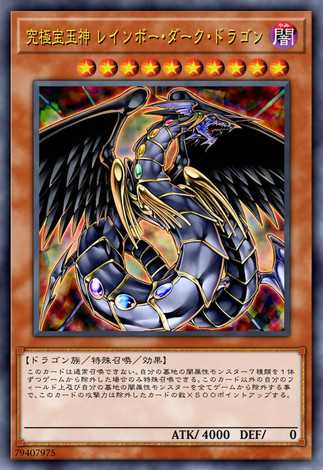 究極宝玉神 レインボー・ダーク・ドラゴン
やみ
闇
【ドラゴン族／特殊召喚／効果】
このカードは通常召喚できない。自分の墓地の闇属性モンスター７種類を１体
ずつゲームから除外した場合のみ特殊召喚できる。このカード以外の自分のフィ
ールド上及び自分の墓地の闇属性モンスターを全てゲームから除外する事
で、このカードの攻撃力は除外したカードの数×５００ポイントアップする。
ATK/ 4000 DEF/ 0
79407975